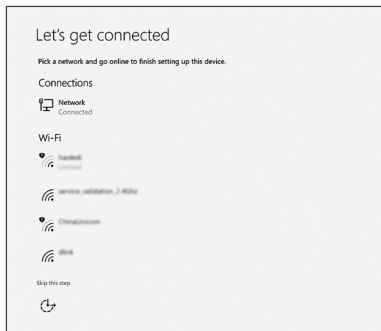 Let's get connected
Pick a network and go online to finish setting up this device.
Connections
Network
Connected
Wi-Fi
Limited
service_validation_2.4Ghz
ChinaUnicom
dlink
Skip this step